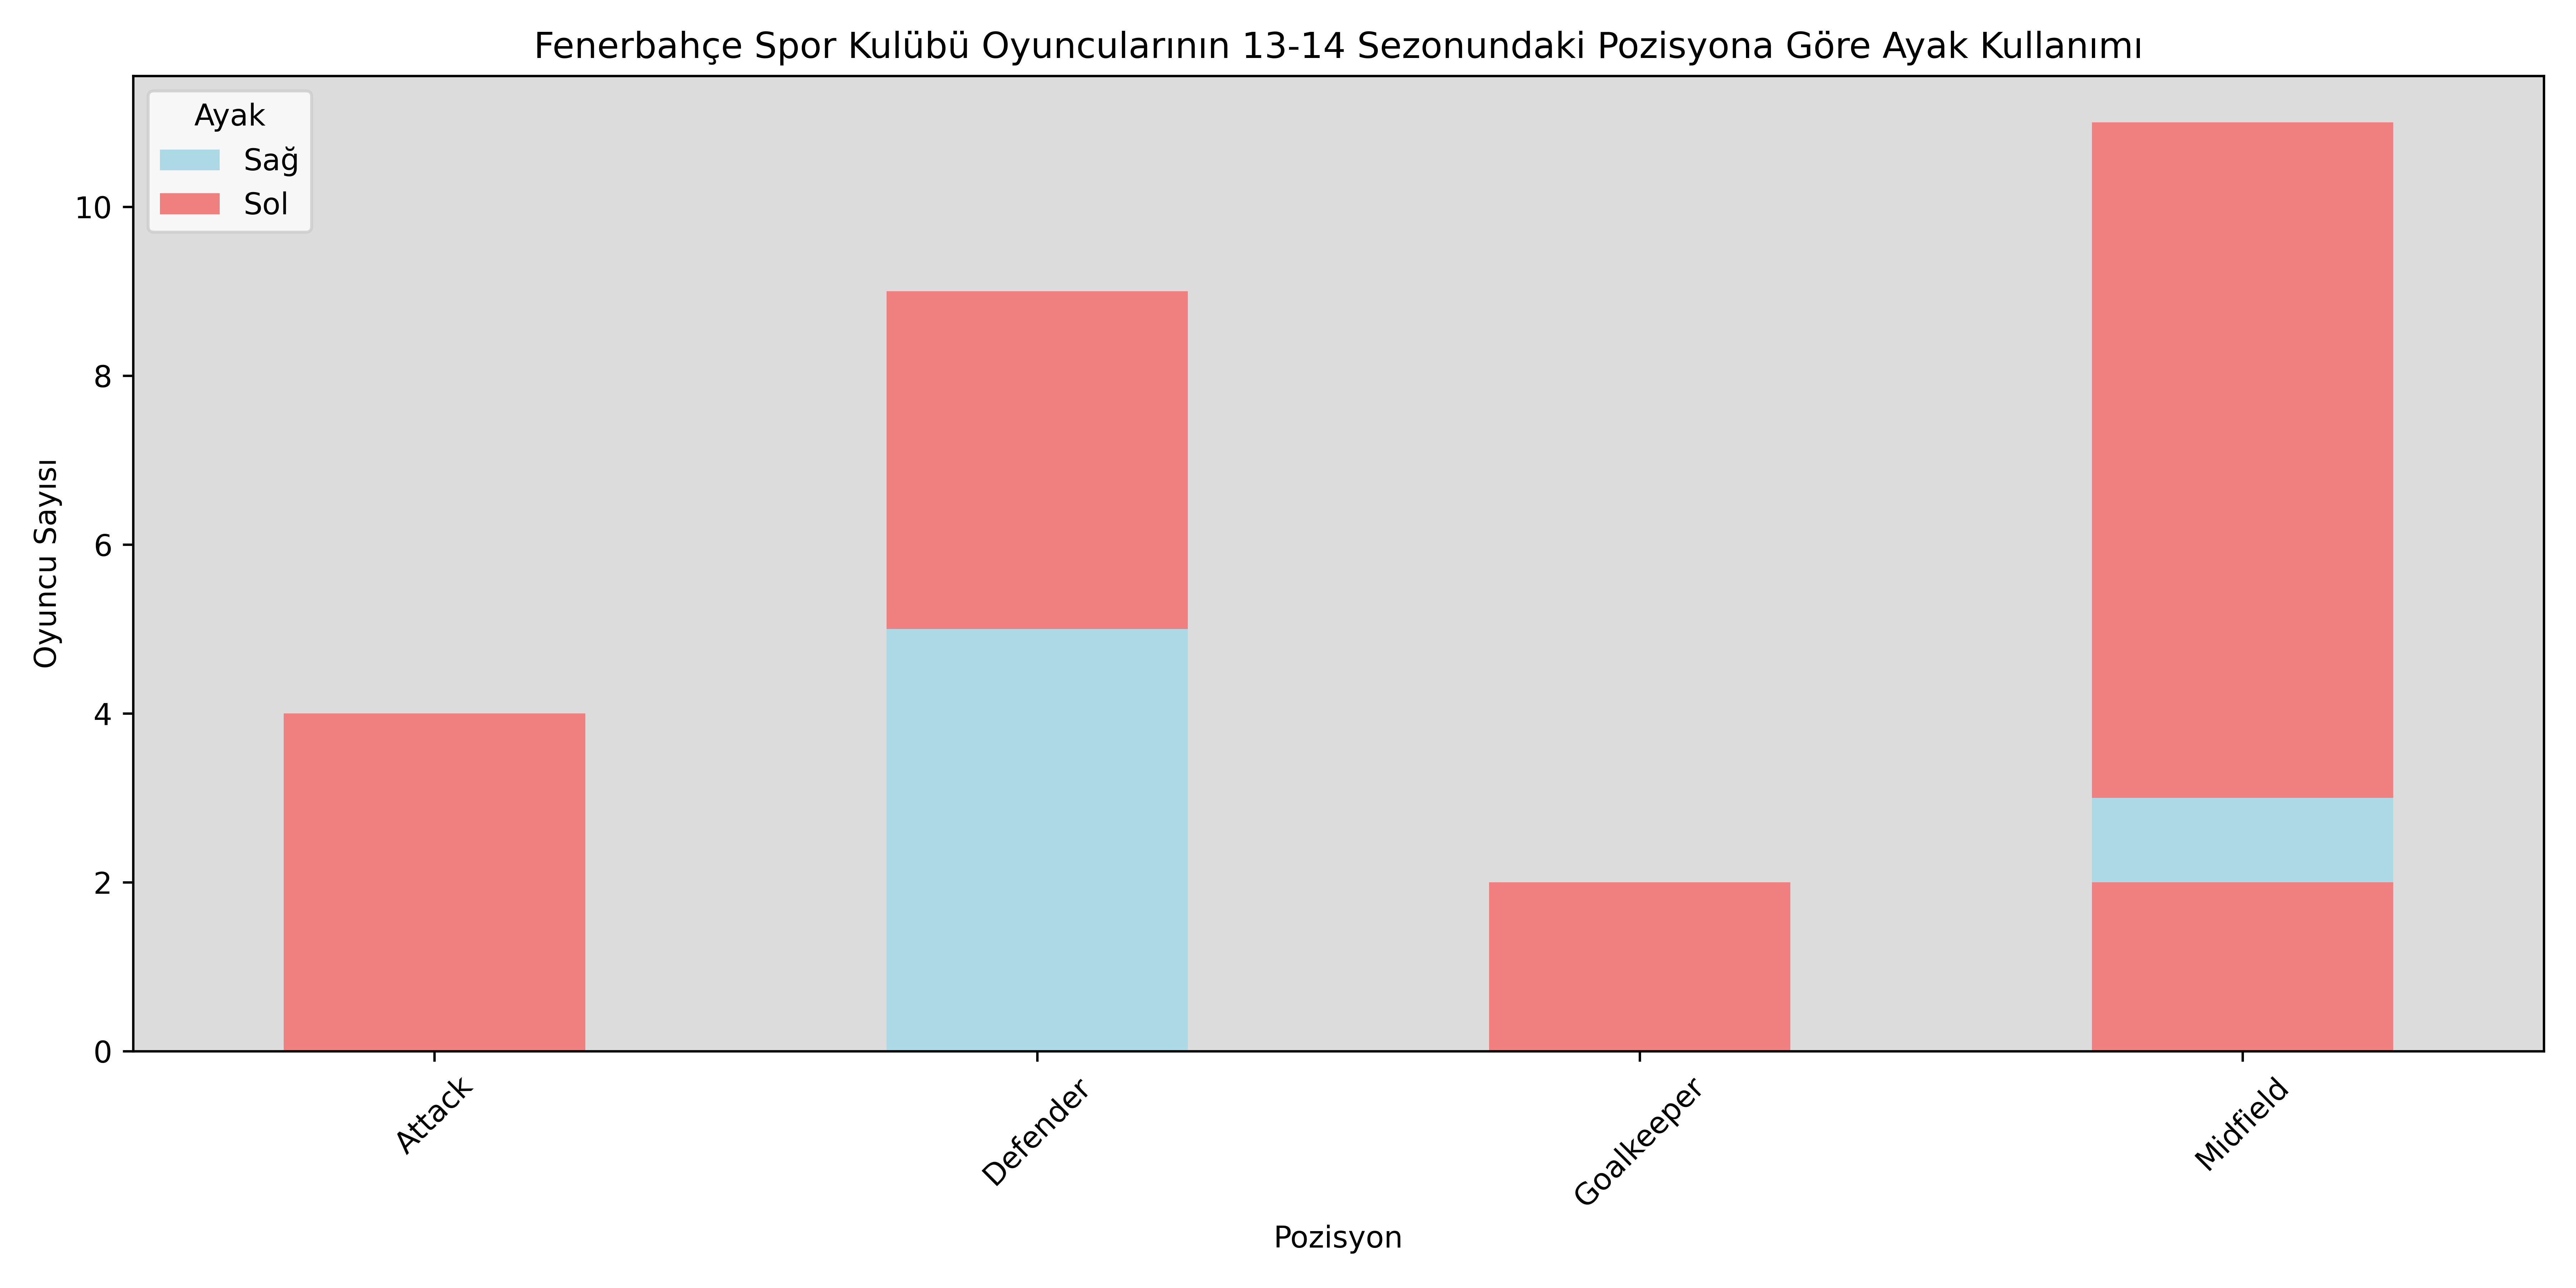 Fenerbahçe Spor Kulübü Oyuncularının 13-14 Sezonundaki Pozisyona Göre Ayak Kullanımı
Ayak
Sağ
Sol
Oyuncu Sayısı
10
8
6
4
2
0
Attack
Defender
Goalkeeper
Midfield
Pozisyon